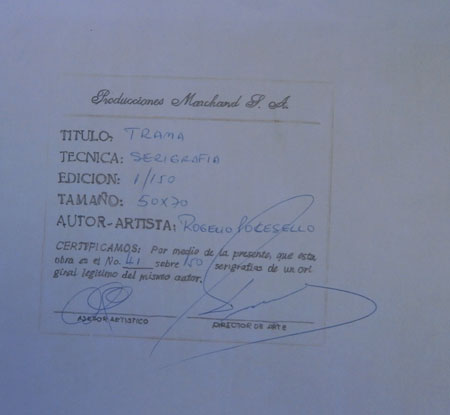 Producciones Marchand S. A.
TITULO: TRAMA
TECNICA: SERIGRAFIA
EDICION: 1/150
TAMAÑO: 50x70
AUTOR-ARTISTA: ROGELIO POLESELLO
CERTIFICAMOS: Por medio de la presente, que esta
obra es el No. 41 sobre 150 serigrafias de un ori
ginal legitimo del mismo autor.
ASESOR ARTISTICO DIRECTOR DE ARTE